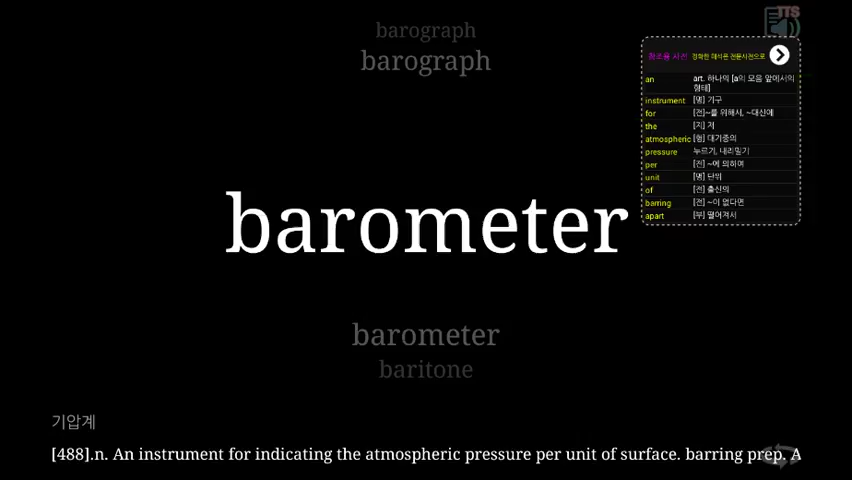 barograph
barograph
TTS
참조용 사전 정확한 해석은 전문사전으로
an art. 하나의 [a의 모음 앞에서의 형태]
instrument [명] 기구
for [전]~를 위해서, ~대신에
the [지] 저
atmospheric [형] 대기중의
pressure 누르기, 내리밀기
per [전] ~에 의하여
unit [명] 단위
of [전] 출신의
barring [전] ~이 없다면
apart [부] 떨어져서
barometer
barometer
baritone
기압계
[488].n. An instrument for indicating the atmospheric pressure per unit of surface. barring prep. A